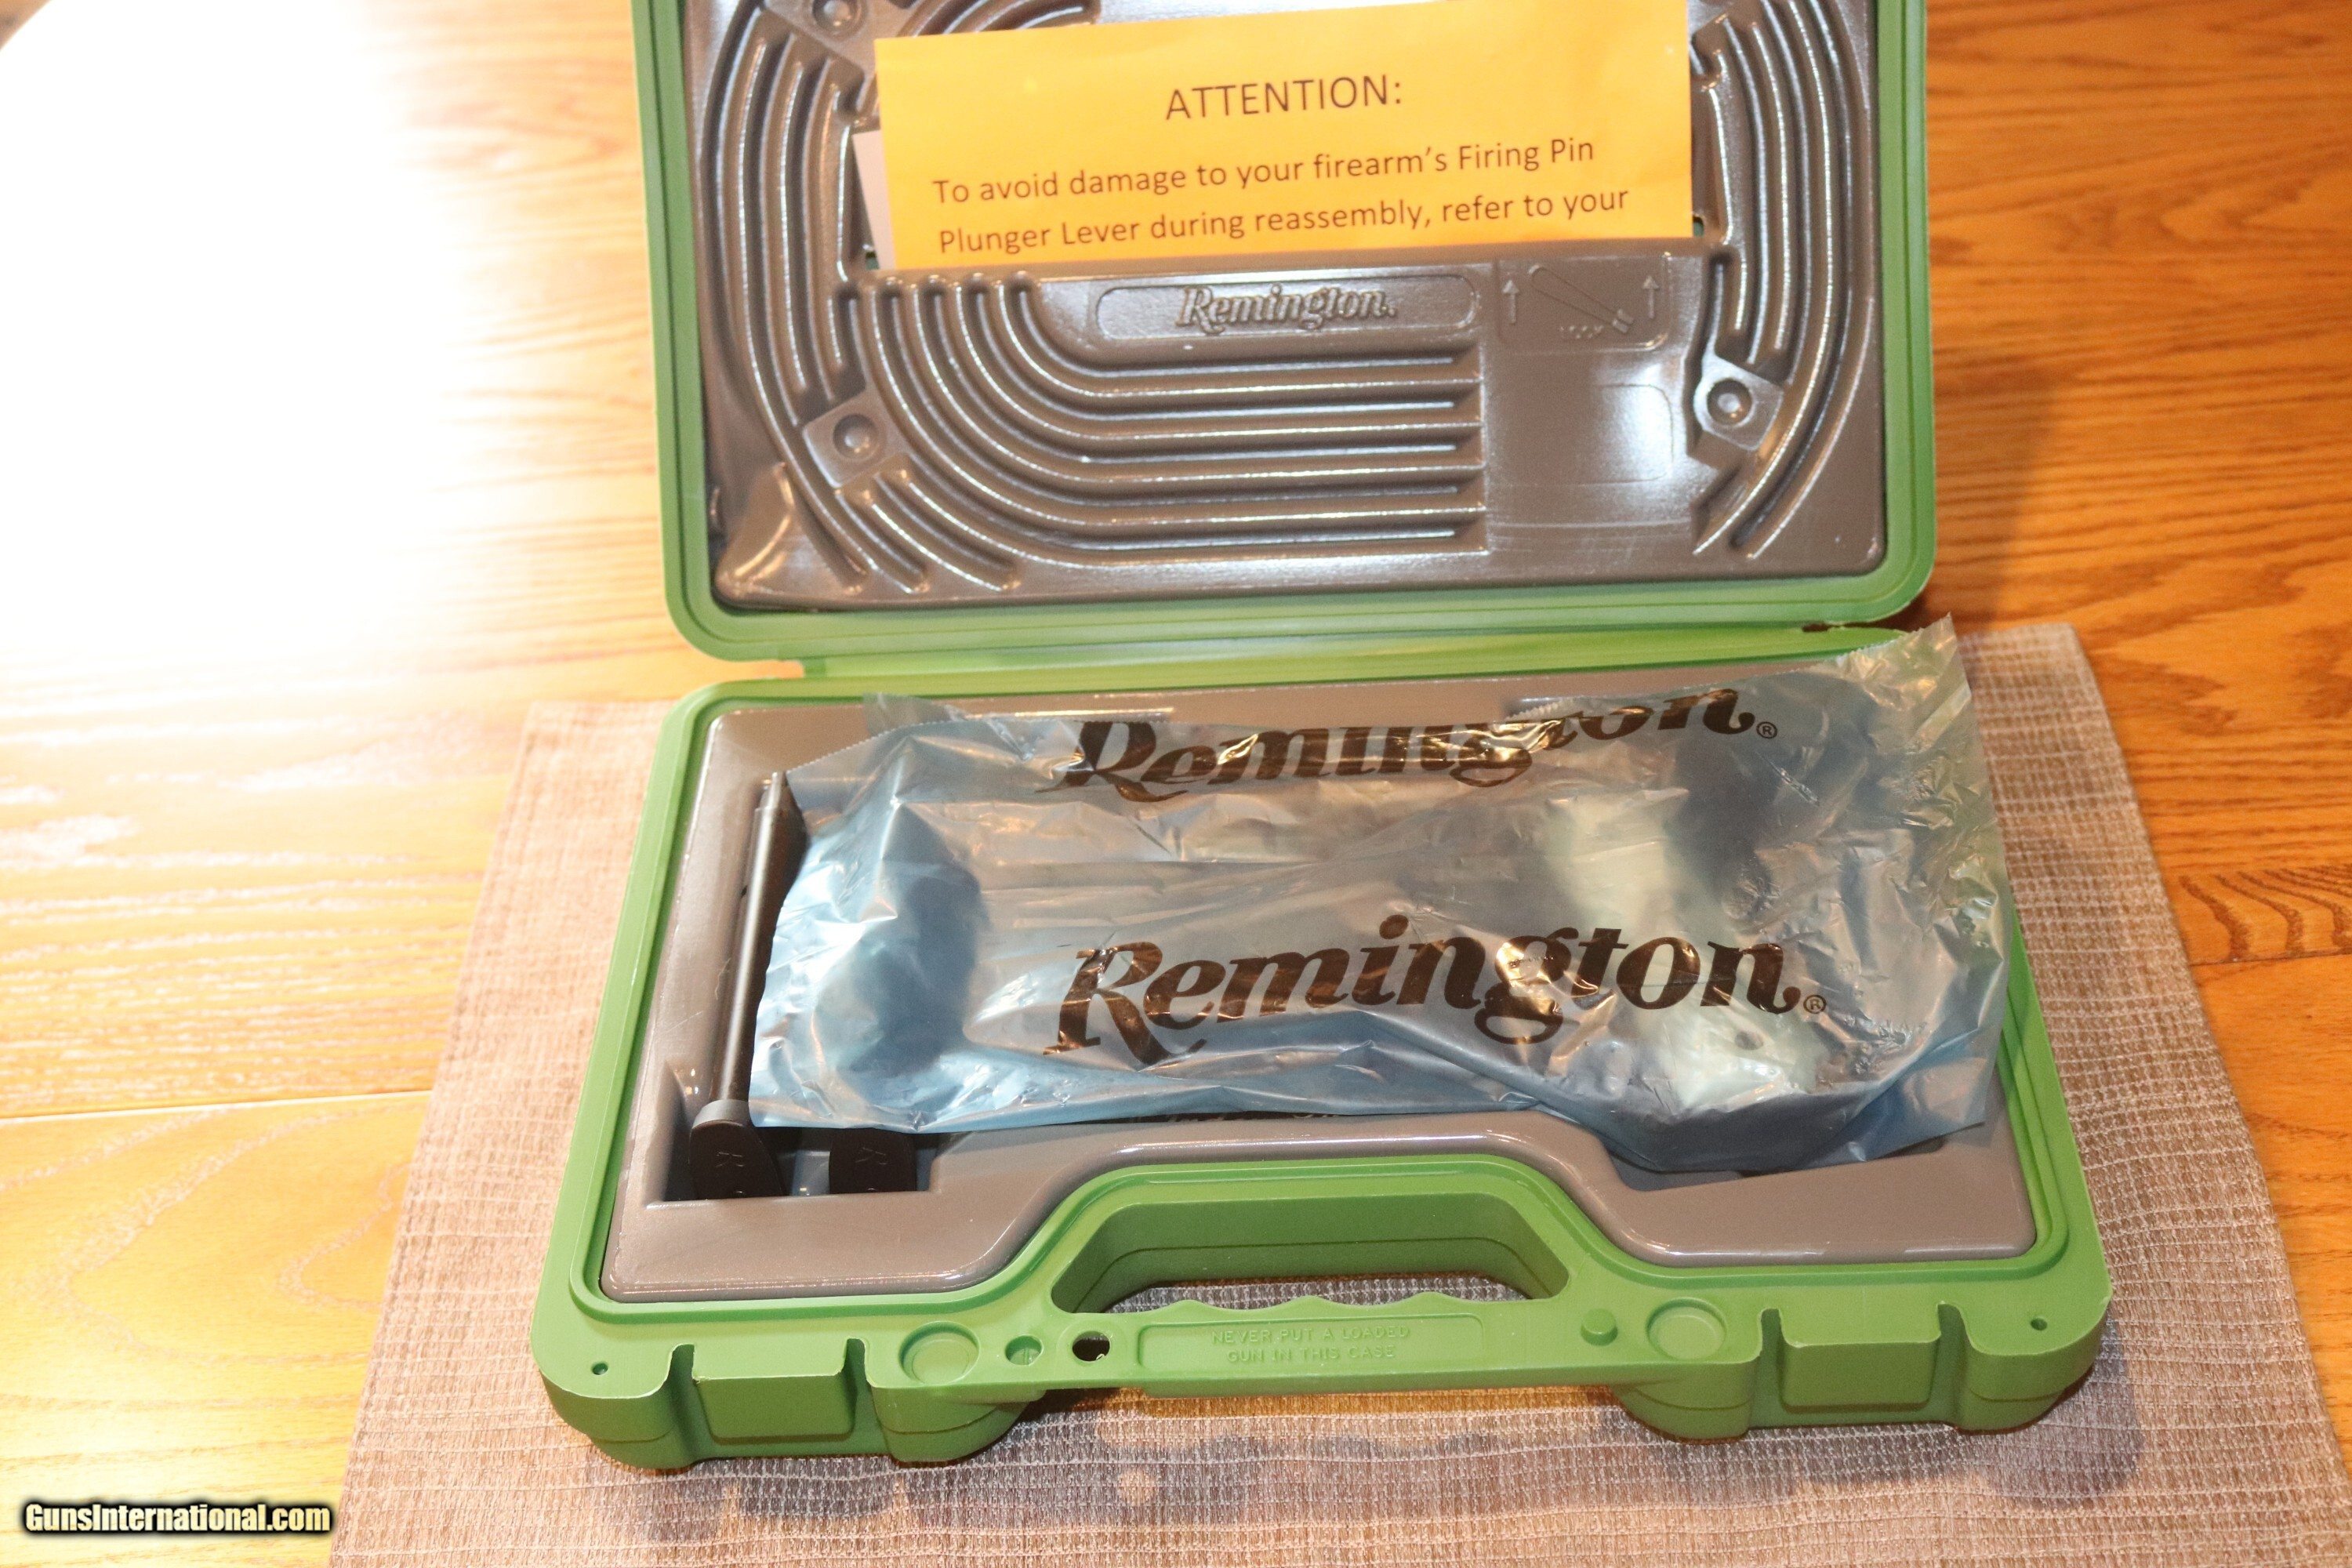 ATTENTION:
To avoid damage to your firearm's Firing Pin
Plunger Lever during reassembly, refer to your
Remington.
LOCK
Remington®
Remington®
R
R
NEVER PUT A LOADED
GUN IN THIS CASE
GunsInternational.com